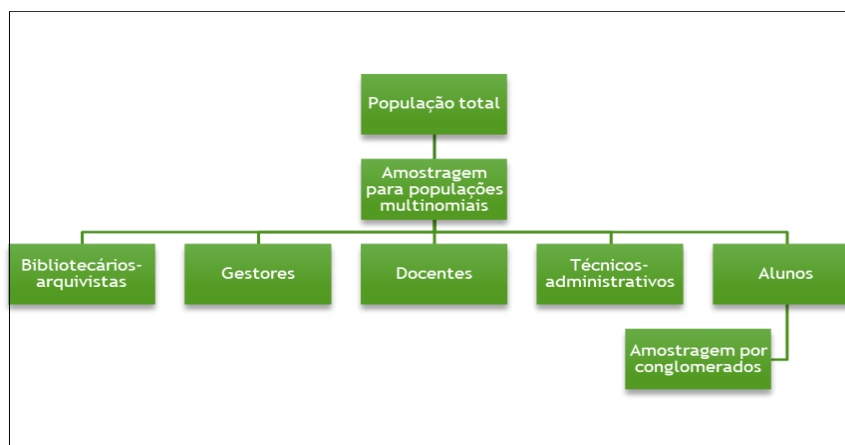 População total
Amostragem
para populações
multinomiais
Bibliotecários-
arquivistas
Gestores
Docentes
Técnicos-
administrativos
Alunos
Amostragem por
conglomerados